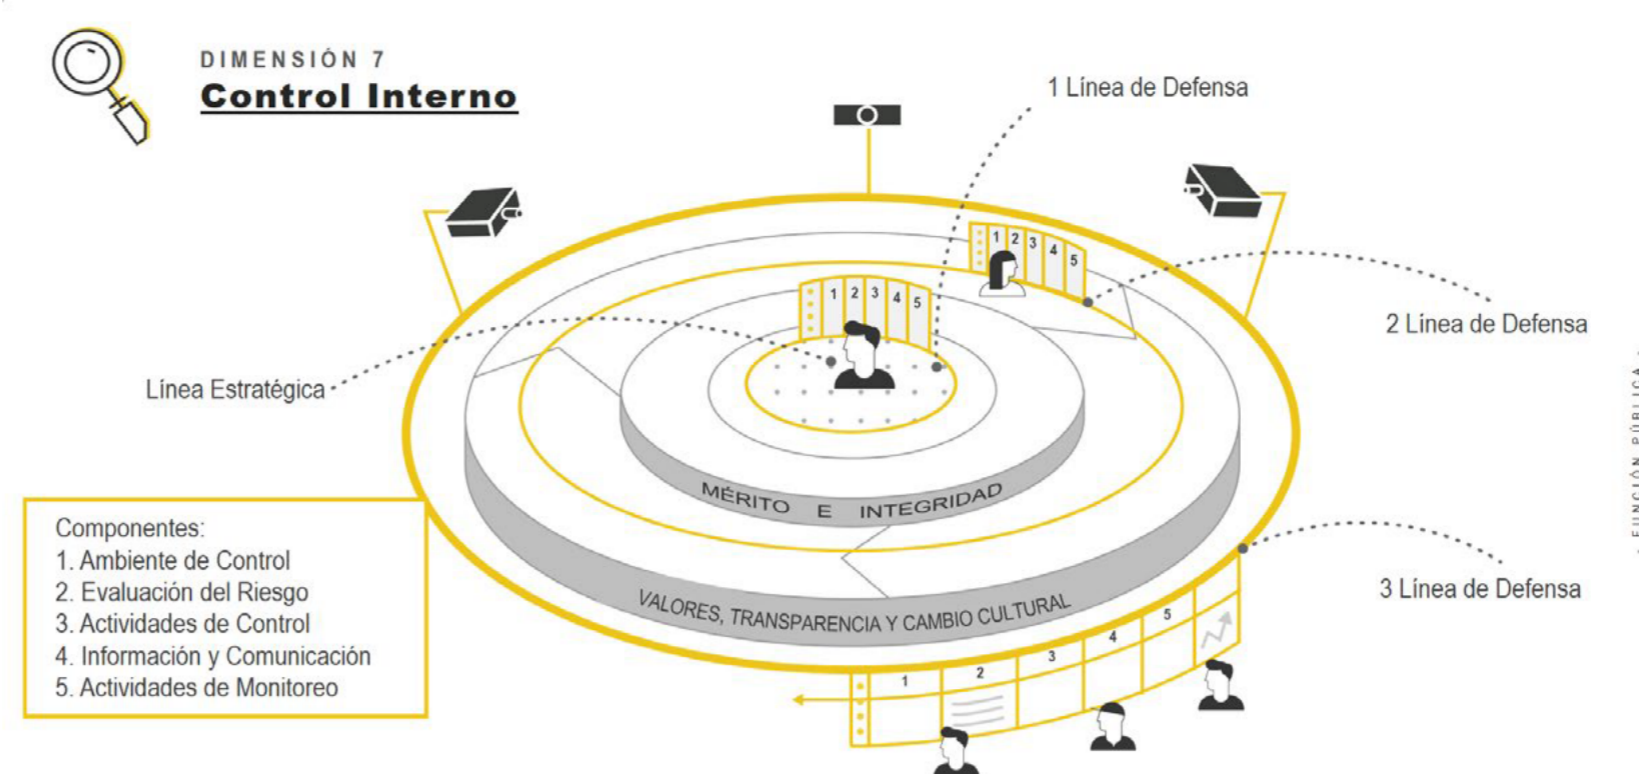 DIMENSIÓN 7
Control Interno
1 Línea de Defensa
1 2 3 4 5
2 Línea de Defensa
1 2 3 4 5
Línea Estratégica
MÉRITO E INTEGRIDAD
VALORES, TRANSPARENCIA Y CAMBIO CULTURAL
3 Línea de Defensa
1 2 3 4 5
Componentes:
1. Ambiente de Control
2. Evaluación del Riesgo
3. Actividades de Control
4. Información y Comunicación
5. Actividades de Monitoreo
FUNCIÓN PÚBLICA